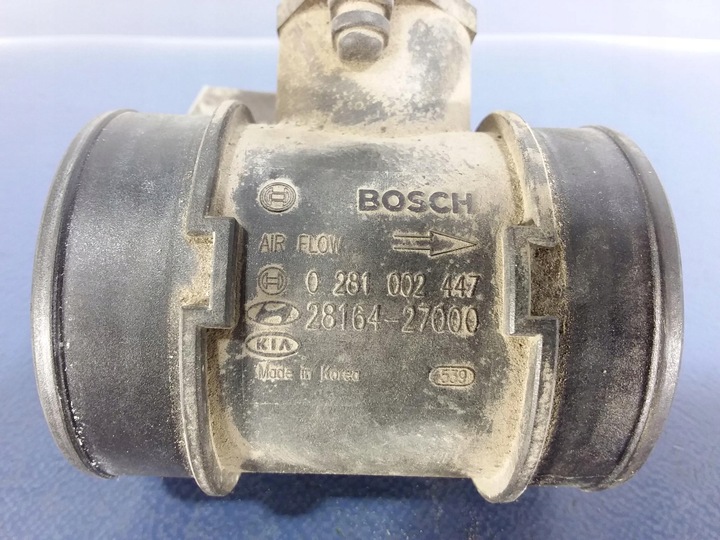 BOSCH
AIR FLOW
0 281 002 447
28164-27000
KIA
Made in Korea 539